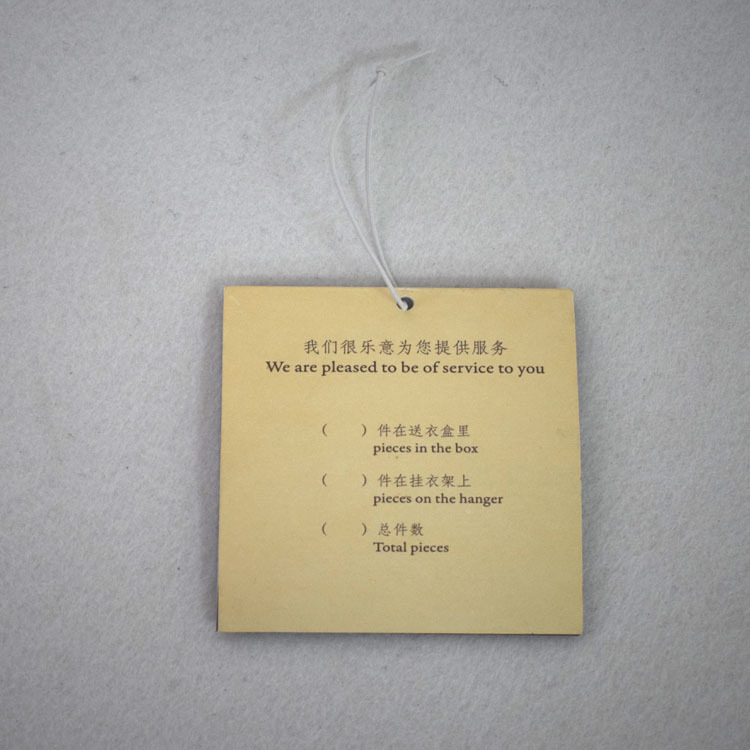 我们很乐意为您提供服务
We are pleased to be of service to you
（　　）件在送衣盒里
pieces in the box
（　　）件在挂衣架上
pieces on the hanger
（　　）总件数
Total pieces